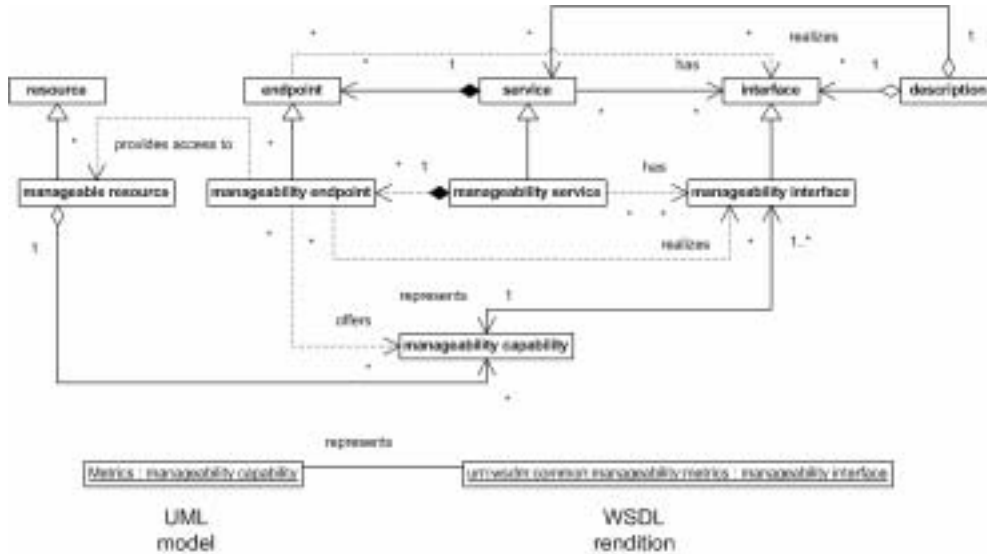 * * * realizes 1
* 1 has * 1
resource endpoint service interface description
* * * *
provides access to * 1 has
manageable resource manageability endpoint manageability service manageability interface
* *
1 * * realizes * 1..*
represents 1
offers
manageability capability
* *
represents
Metrics : manageability capability urn:wsdm.common.manageability.metrics : manageability interface
UML WSDL
model rendition